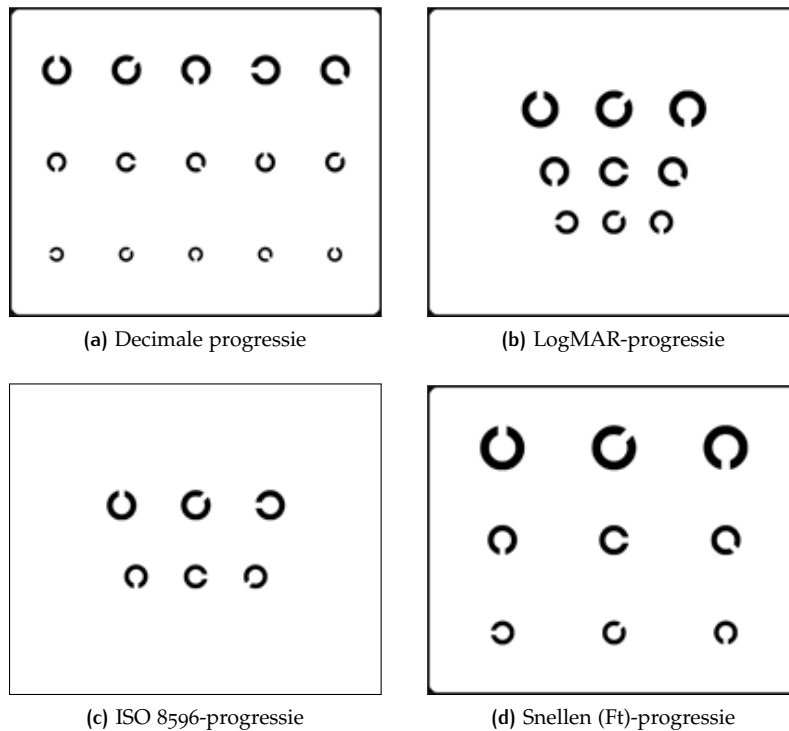 (a) Decimale progressie
(b) LogMAR-progressie
(c) ISO 8596-progressie
(d) Snellen (Ft)-progressie